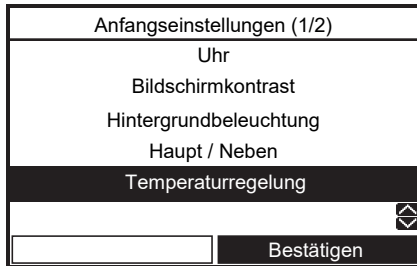 Anfangseinstellungen (1/2)
Uhr
Bildschirmkontrast
Hintergrundbeleuchtung
Haupt / Neben
Temperaturregelung
Bestätigen